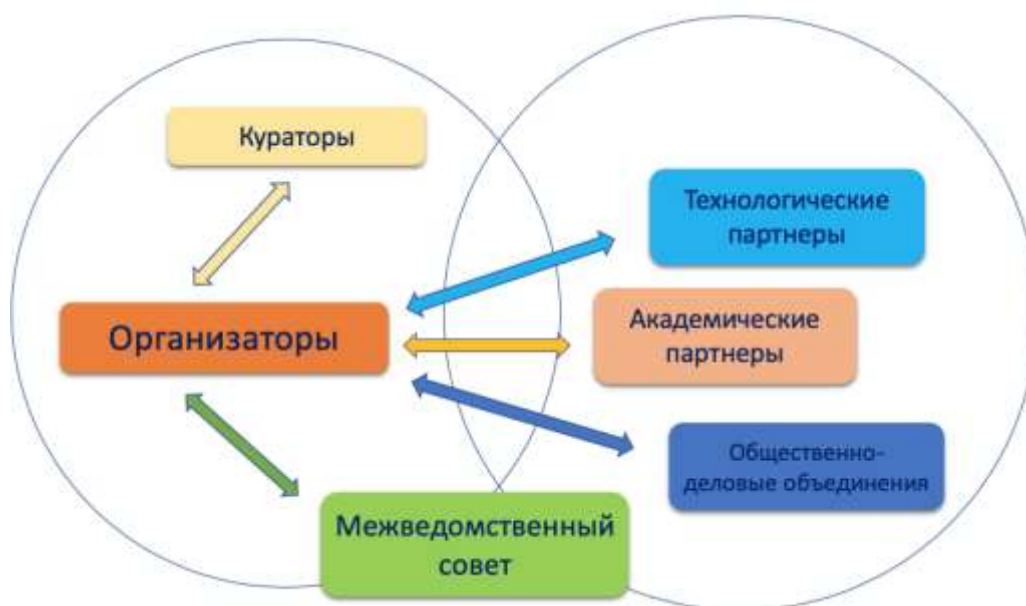 Кураторы
Технологические
партнеры
Организаторы
Академические
партнеры
Общественно-
деловые объединения
Межведомственный
совет